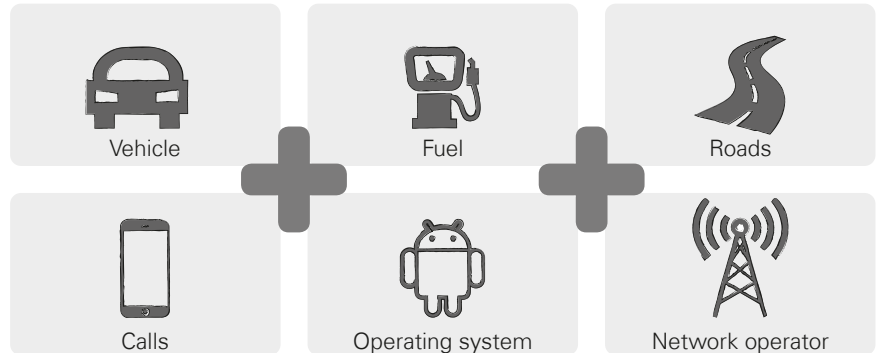 Vehicle
Fuel
Roads
Calls
Operating system
Network operator